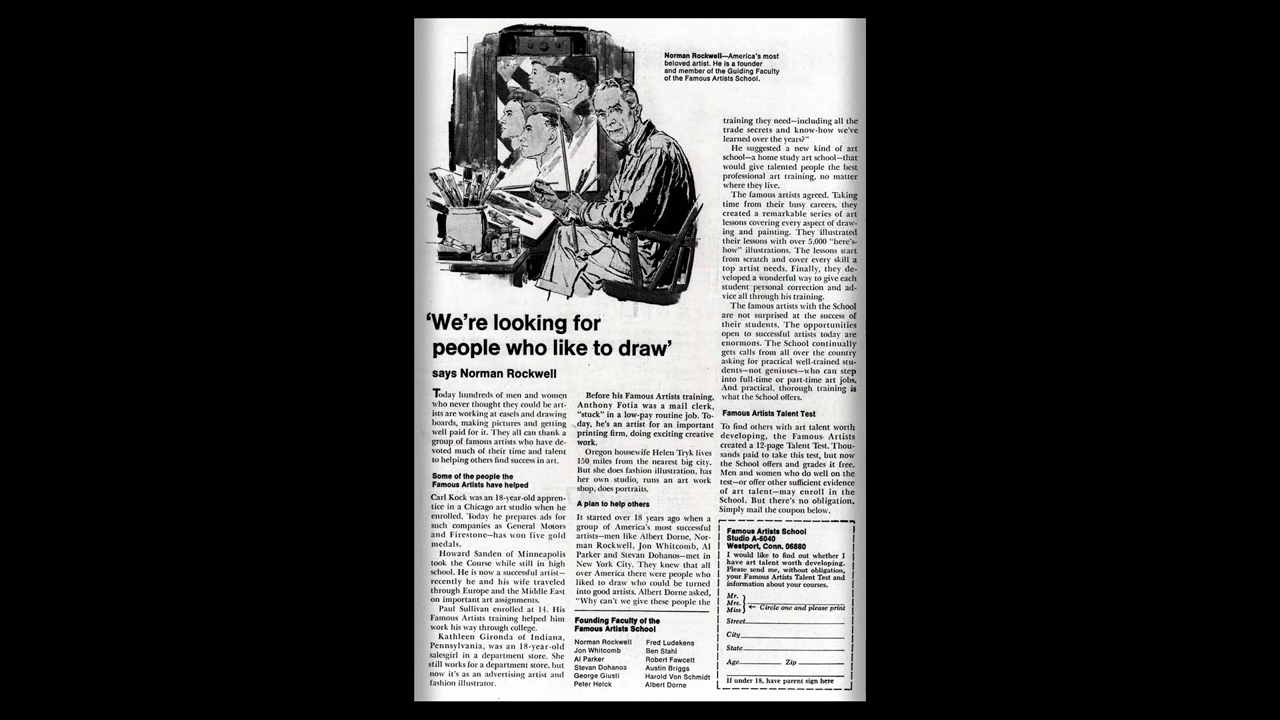 Norman Rockwell—America's most
beloved artist. He is a founder
and member of the Guiding Faculty
of the Famous Artists School.
'We're looking for
people who like to draw'
says Norman Rockwell
Today hundreds of men and women
who never thought they could be art-
ists are working at easels and drawing
boards, making pictures and getting
well paid for it. They all can thank a
group of famous artists who have de-
voted much of their time and talent
to helping others find success in art.
Some of the people the
Famous Artists have helped
Carl Kock was an 18-year-old appren-
tice in a Chicago art studio when he
enrolled. Today he prepares ads for
such companies as General Motors
and Firestone—has won five gold
medals.
Howard Sanden of Minneapolis
took the Course while still in high
school. He is now a successful artist—
recently he and his wife traveled
through Europe and the Middle East
on important art assignments.
Paul Sullivan enrolled at 14. His
Famous Artists training helped him
work his way through college.
Kathleen Gironda of Indiana,
Pennsylvania, was an 18-year-old
salesgirl in a department store. She
still works for a department store, but
now it's as an advertising artist and
fashion illustrator.
Before his Famous Artists training,
Anthony Fotia was a mail clerk,
"stuck" in a low-pay routine job. To-
day, he's an artist for an important
printing firm, doing exciting creative
work.
Oregon housewife Helen Tryk lives
150 miles from the nearest big city.
But she does fashion illustration, has
her own studio, runs an art work
shop, does portraits.
A plan to help others
It started over 18 years ago when a
group of America's most successful
artists—men like Albert Dorne, Nor-
man Rockwell, Jon Whitcomb, Al
Parker and Stevan Dohanos—met in
New York City. They knew that all
over America there were people who
liked to draw who could be turned
into good artists. Albert Dorne asked,
"Why can't we give these people the
Founding Faculty of the
Famous Artists School
Norman Rockwell
Jon Whitcomb
Al Parker
Stevan Dohanos
George Giusti
Peter Helck
Fred Ludekens
Ben Stahl
Robert Fawcett
Austin Briggs
Harold Von Schmidt
Albert Dorne
training they need—including all the
trade secrets and know-how we've
learned over the years?"
He suggested a new kind of art
school—a home study art school—that
would give talented people the best
professional art training, no matter
where they live.
The famous artists agreed. Taking
time from their busy careers, they
created a remarkable series of art
lessons covering every aspect of draw-
ing and painting. They illustrated
their lessons with over 5,000 "here's-
how" illustrations. The lessons start
from scratch and cover every skill a
top artist needs. Finally, they de-
veloped a wonderful way to give each
student personal correction and ad-
vice all through his training.
The famous artists with the School
are not surprised at the success of
their students. The opportunities
open to successful artists today are
enormous. The School continually
gets calls from all over the country
asking for practical well-trained stu-
dents—not geniuses—who can step
into full-time or part-time art jobs.
And practical, thorough training is
what the School offers.
Famous Artists Talent Test
To find others with art talent worth
developing, the Famous Artists
created a 12-page Talent Test. Thou-
sands paid to take this test, but now
the School offers and grades it free.
Men and women who do well on the
test—or offer other sufficient evidence
of art talent—may enroll in the
School. But there's no obligation.
Simply mail the coupon below.
Famous Artists School
Studio A-6040
Westport, Conn. 06880
I would like to find out whether I
have art talent worth developing.
Please send me, without obligation,
your Famous Artists Talent Test and
information about your courses.
Mr.
Mrs.
Miss
← Circle one and please print
Street
City
State
Age Zip
If under 18, have parent sign here